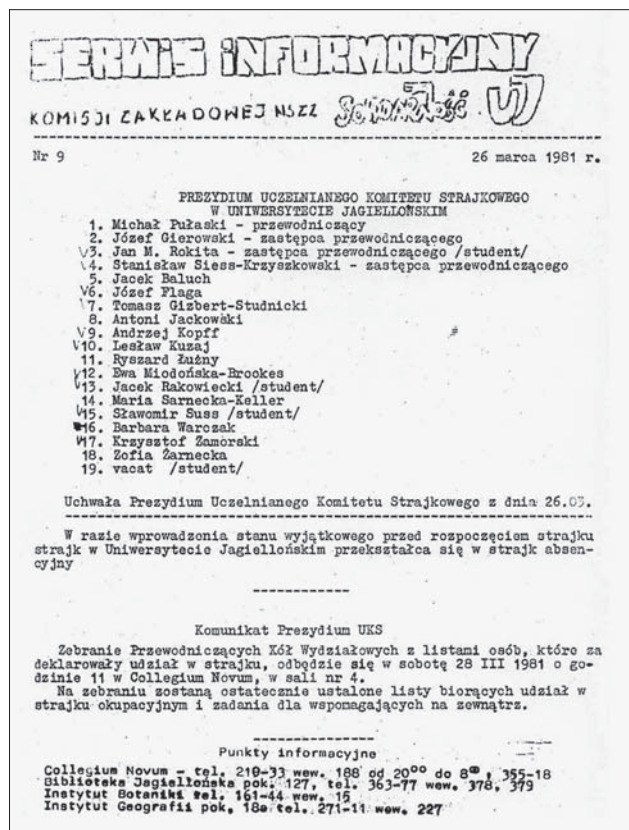 SERWIS INFORMACYJNY
KOMISJI ZAKŁADOWEJ NSZZ SOLIDARNOŚĆ UJ
Nr 9 26 marca 1981 r.
PREZYDIUM UCZELNIANEGO KOMITETU STRAJKOWEGO
W UNIWERSYTECIE JAGIELLOŃSKIM
1. Michał Pułaski - przewodniczący
2. Józef Gierowski - zastępca przewodniczącego
V3. Jan M. Rokita - zastępca przewodniczącego /student/
\4. Stanisław Siess-Krzyszkowski - zastępca przewodniczącego
5. Jacek Baluch
V6. Józef Flaga
\7. Tomasz Gizbert-Studnicki
8. Antoni Jackowski
V9. Andrzej Kopff
V10. Lesław Kuzaj
11. Ryszard Łużny
V12. Ewa Miodońska-Brookes
V13. Jacek Rakowiecki /student/
14. Maria Sarnecka-Keller
V15. Sławomir Suss /student/
16. Barbara Warczak
V17. Krzysztof Zamorski
18. Zofia Żarnecka
19. vacat /student/
Uchwała Prezydium Uczelnianego Komitetu Strajkowego z dnia 26.03.
W razie wprowadzenia stanu wyjątkowego przed rozpoczęciem strajku
strajk w Uniwersytecie Jagiellońskim przekształca się w strajk absen-
cyjny
Komunikat Prezydium UKS
Zebranie Przewodniczących Kół Wydziałowych z listami osób, które za
deklarowały udział w strajku, odbędzie się w sobotę 28 III 1981 o go-
dzinie 11 w Collegium Novum, w sali nr 4.
Na zebraniu zostaną ostatecznie ustalone listy biorących udział w
strajku okupacyjnym i zadania dla wspomagających na zewnątrz.
Punkty informacyjne
Collegium Novum - tel. 210-33 wew. 188 od 20⁰⁰ do 8⁰⁰, 355-18
Biblioteka Jagiellońska pok. 127, tel. 363-77 wew. 378, 379
Instytut Botaniki tel. 161-44 wew. 15
Instytut Geografii pok. 18a tel. 271-11 wew. 227